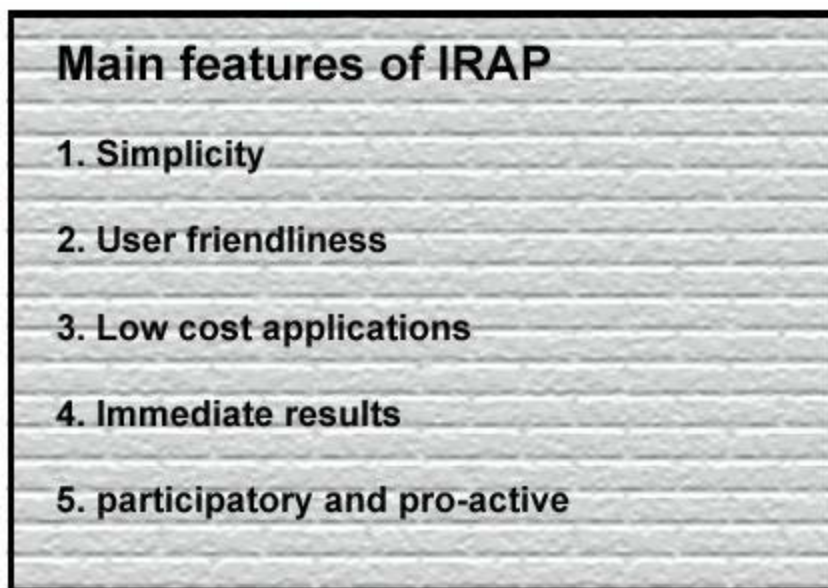 Main features of IRAP
1. Simplicity
2. User friendliness
3. Low cost applications
4. Immediate results
5. participatory and pro-active